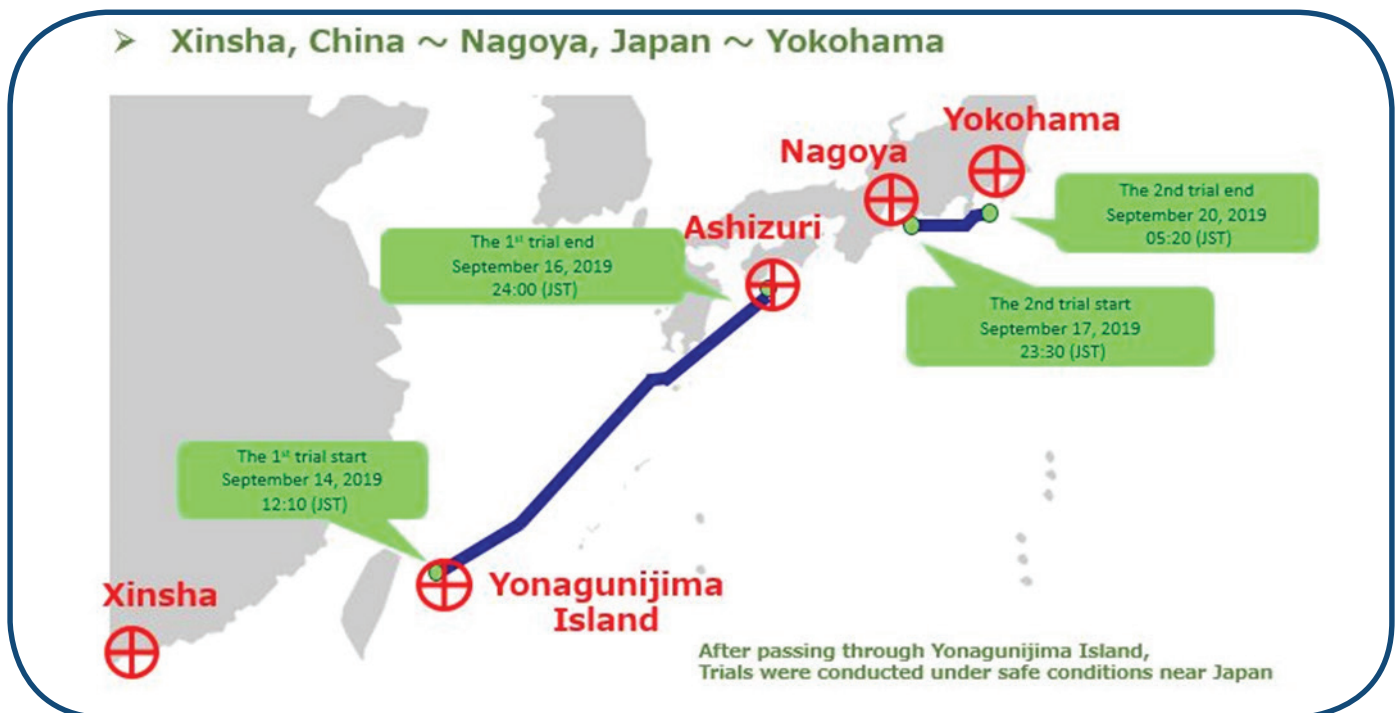 ➢ Xinsha, China ～ Nagoya, Japan ～ Yokohama
Yokohama
Nagoya
The 2nd trial end
September 20, 2019
05:20 (JST)
Ashizuri
The 1st trial end
September 16, 2019
24:00 (JST)
The 2nd trial start
September 17, 2019
23:30 (JST)
The 1st trial start
September 14, 2019
12:10 (JST)
Xinsha
Yonagunijima
Island
After passing through Yonagunijima Island,
Trials were conducted under safe conditions near Japan